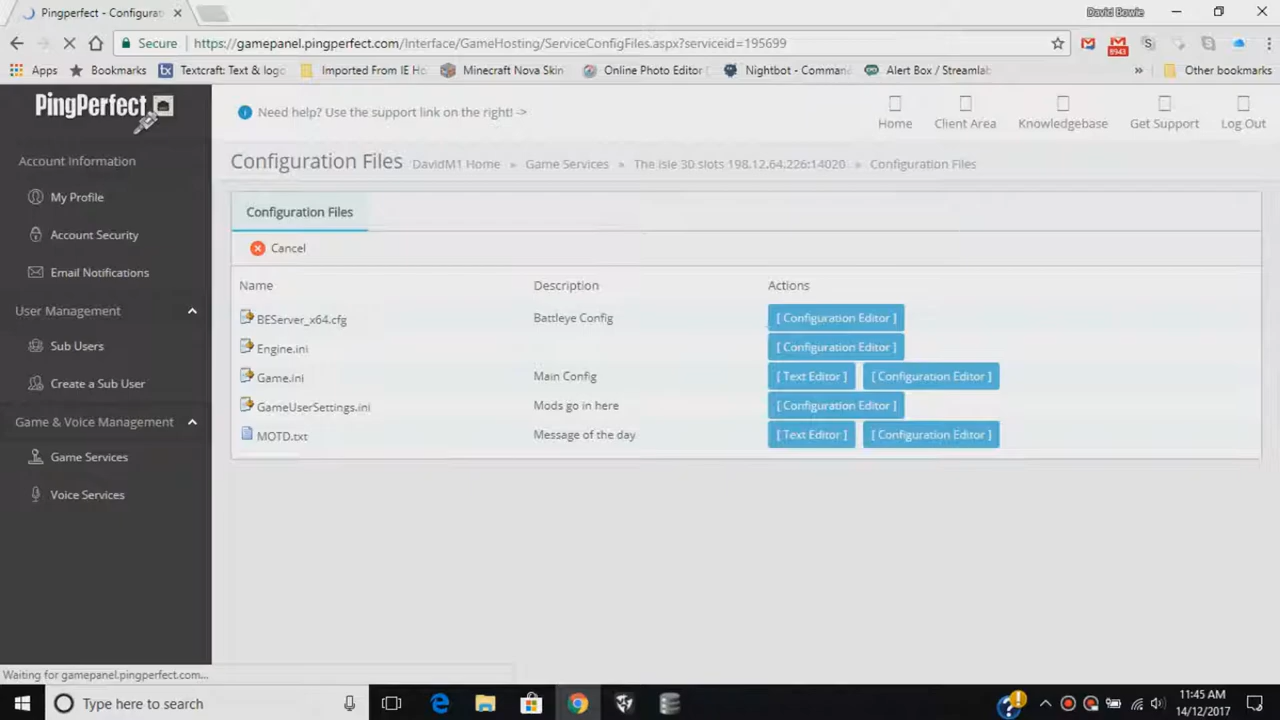 Pingperfect - Configurat
David Bowie
Secure
https://gamepanel.pingperfect.com/Interface/GameHosting/ServiceConfigFiles.aspx?serviceid=195699
6943
Apps
Bookmarks
Textcraft: Text & logo
Imported From IE Ho
Minecraft Nova Skin
Online Photo Editor
Nightbot - Comman
Alert Box / Streamlab
Other bookmarks
PingPerfect
Need help? Use the support link on the right! ->
Home
Client Area
Knowledgebase
Get Support
Log Out
Account Information
My Profile
Account Security
Email Notifications
User Management
Sub Users
Create a Sub User
Game & Voice Management
Game Services
Voice Services
Configuration Files
DavidM1 Home » Game Services » The Isle 30 slots 198.12.64.226:14020 » Configuration Files
Configuration Files
Cancel
Name Description Actions
BEServer_x64.cfg Battleye Config [ Configuration Editor ]
Engine.ini [ Configuration Editor ]
Game.ini Main Config [ Text Editor ] [ Configuration Editor ]
GameUserSettings.ini Mods go in here [ Configuration Editor ]
MOTD.txt Message of the day [ Text Editor ] [ Configuration Editor ]
Waiting for gamepanel.pingperfect.com...
Type here to search
11:45 AM
14/12/2017